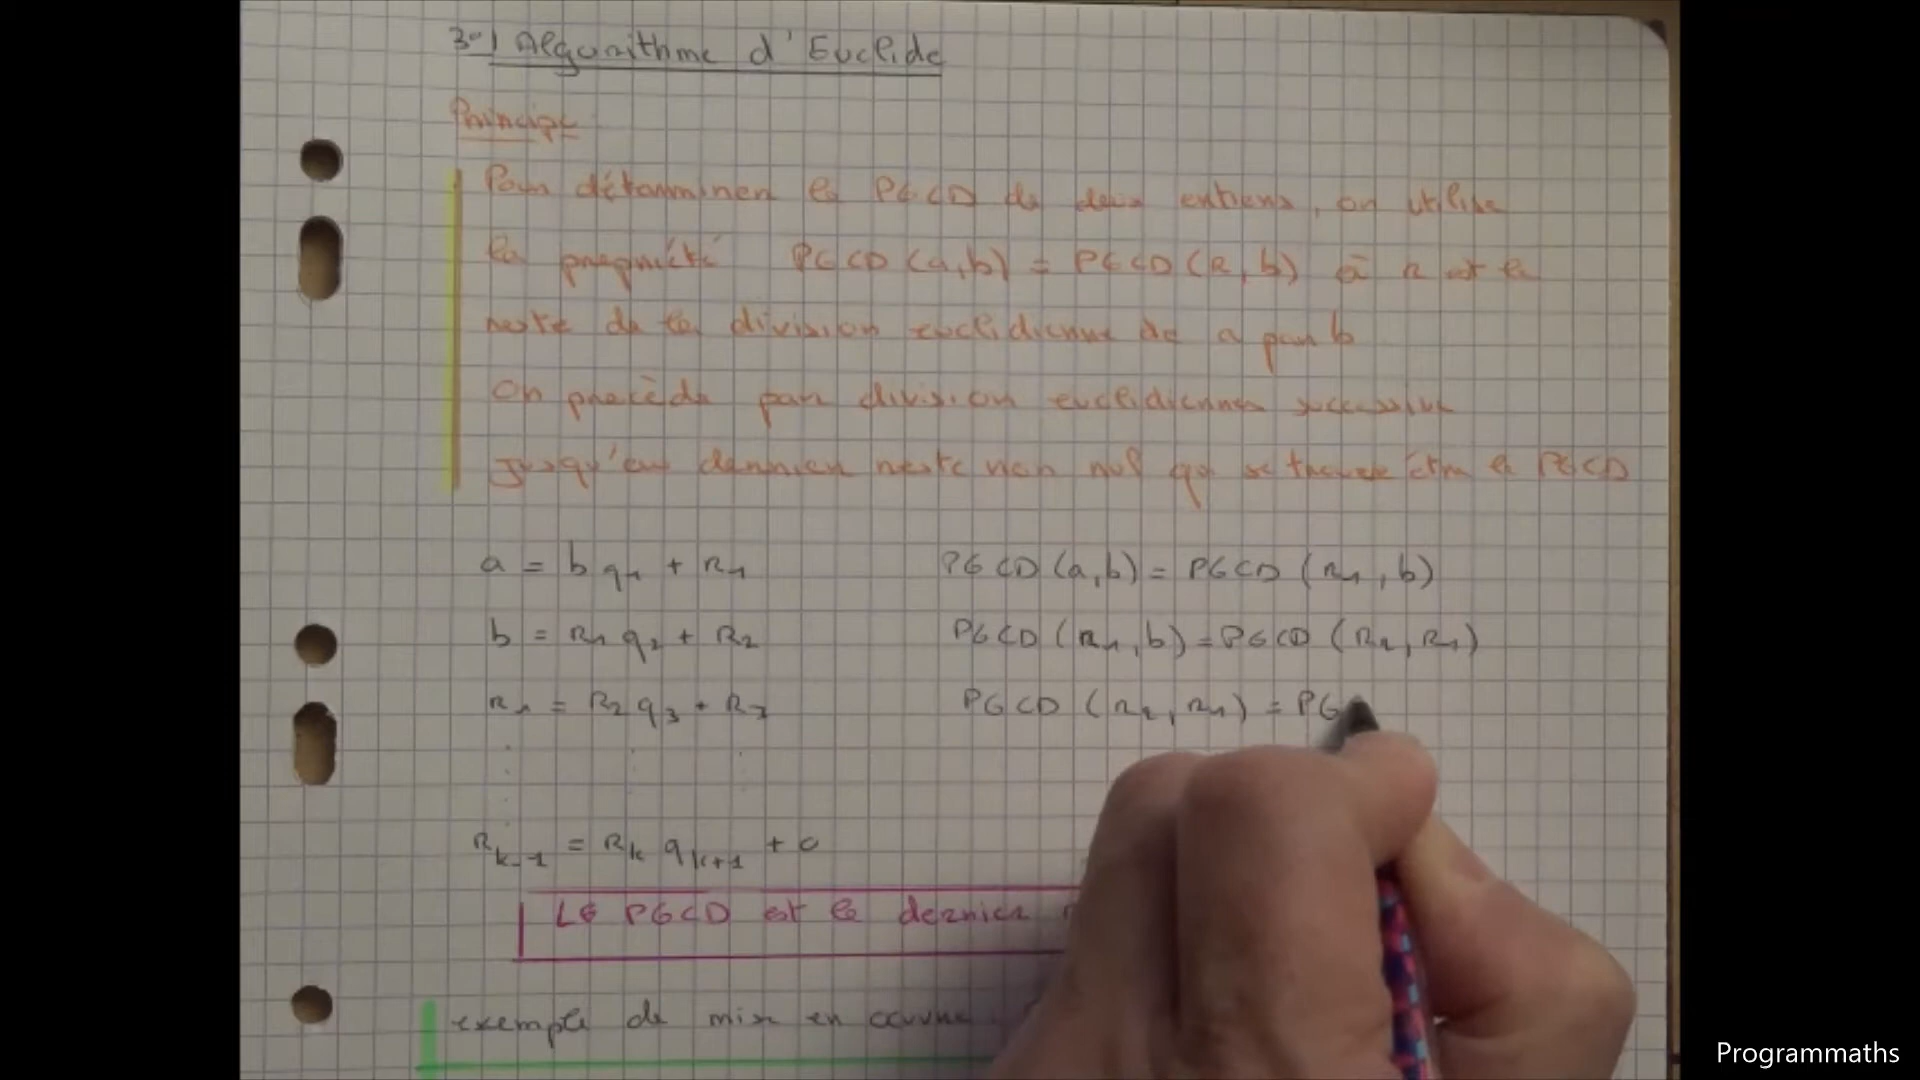 3°) Algorithme d'Euclide
Principe
Pour déterminer le PGCD de deux entiers, on utilise
la propriété PGCD (a,b) = PGCD (R, b) où r est le
reste de la division euclidienne de a par b
On procède par division euclidiennes successive
Jusqu'au dernier reste non nul qui se trouve être le PGCD
a = b q₁ + R₁ PGCD (a,b) = PGCD (r₁, b)
b = R₁ q₂ + R₂ PGCD (r₁, b) = PGCD (R₂, R₁)
R₁ = R₂ q₃ + R₃ PGCD (r₂, r₁) = PG
Rₖ₋₁ = Rₖ qₖ₊₁ + 0
Le PGCD est le dernier
exemple de mise en oeuvre
Programmaths